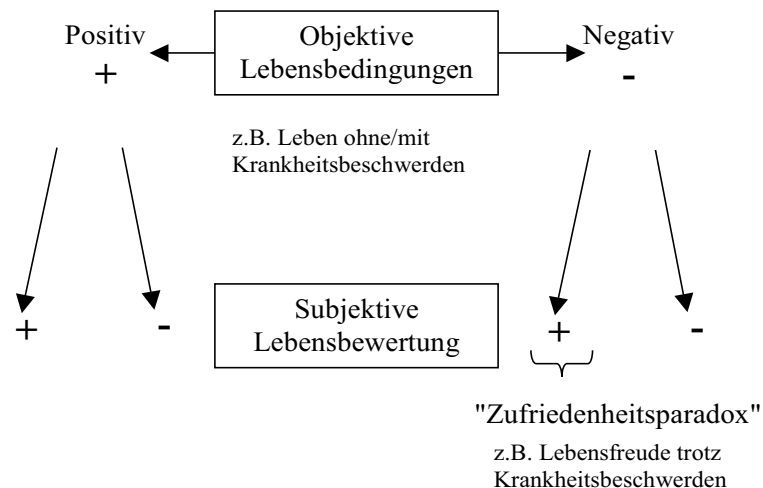 Positiv
Objektive
Lebensbedingungen
Negativ
+
-
z.B. Leben ohne/mit
Krankheitsbeschwerden
+
-
Subjektive
Lebensbewertung
+
-
"Zufriedenheitsparadox"
z.B. Lebensfreude trotz
Krankheitsbeschwerden